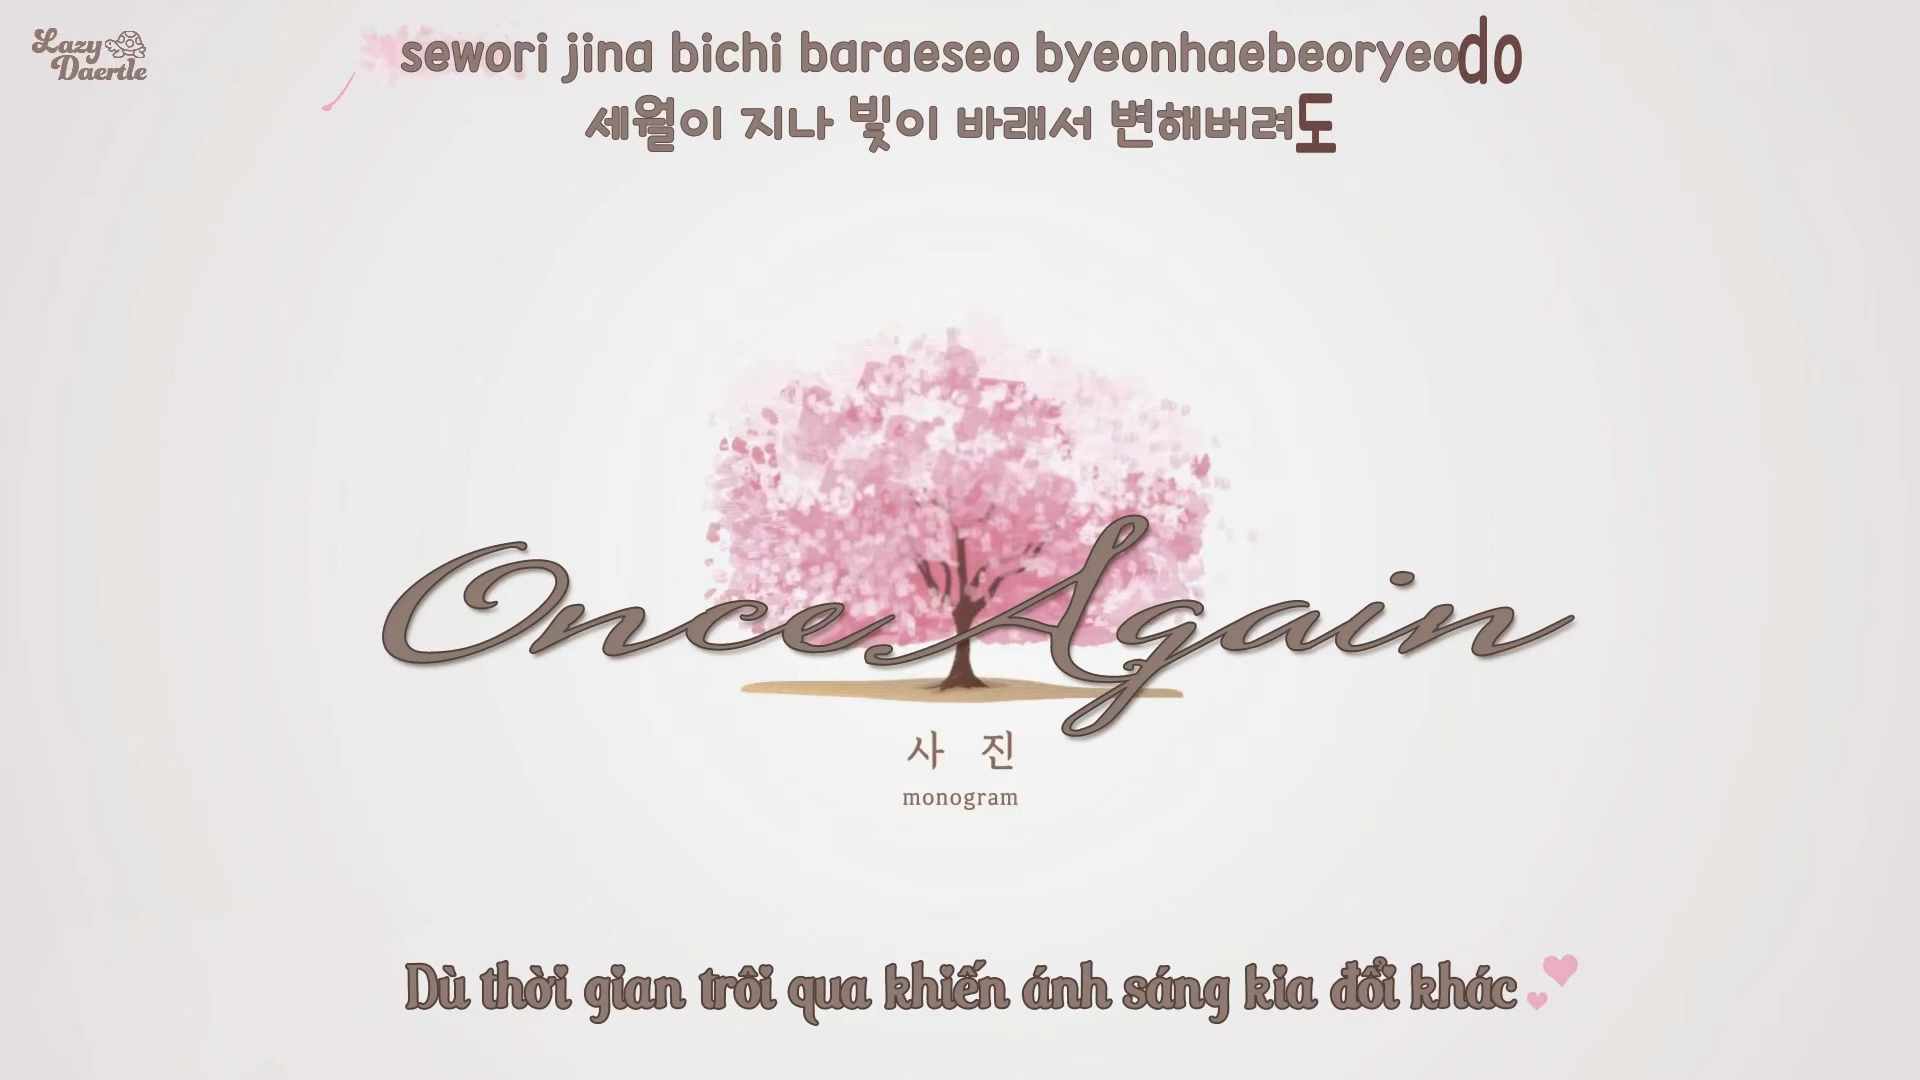 Lazy
Daertle
sewori jina bichi baraeseo byeonhaebeoryeodo
세월이 지나 빛이 바래서 변해버려도
Once Again
사 진
monogram
Dù thời gian trôi qua khiến ánh sáng kia đổi khác